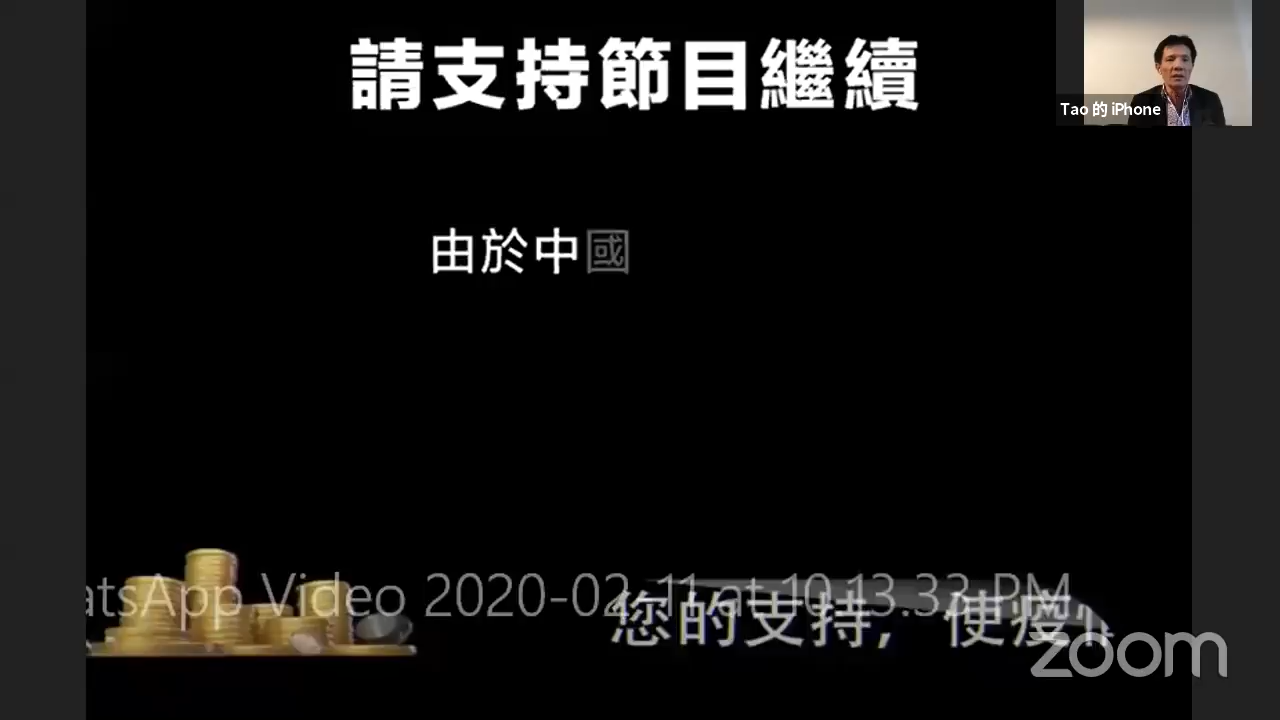 請支持節目繼續
Tao 的 iPhone
由於中國
atsApp Video 2020-02-11 at 10.13.33 PM
您的支持，使疫
zoom